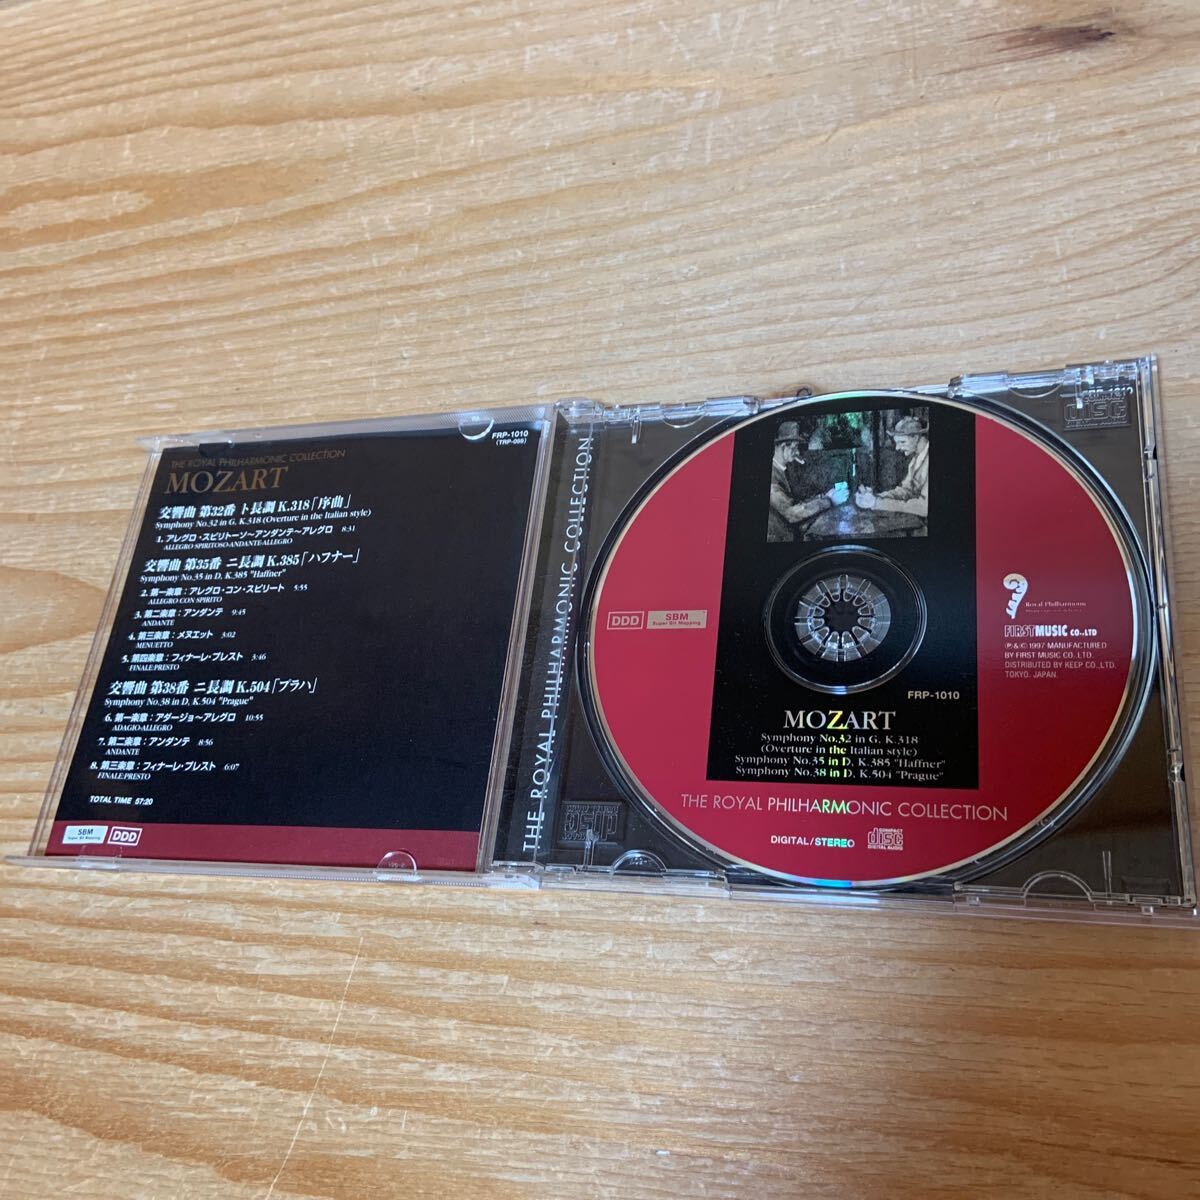 FRP-1010
(TRP-099)
THE ROYAL PHILHARMONIC COLLECTION
MOZART
交響曲 第32番 ト長調 K.318「序曲」
Symphony No.32 in G, K.318 (Overture in the Italian style)
1. アレグロ・スピリトーソ〜アンダンテ〜アレグロ 8:31
ALLEGRO SPIRITOSO-ANDANTE-ALLEGRO
交響曲 第35番 ニ長調 K.385「ハフナー」
Symphony No.35 in D, K.385 "Haffner"
2. 第一楽章：アレグロ・コン・スピリート 5:55
ALLEGRO CON SPIRITO
3. 第二楽章：アンダンテ 9:45
ANDANTE
4. 第三楽章：メヌエット 3:02
MENUETTO
5. 第四楽章：フィナーレ・プレスト 3:46
FINALE:PRESTO
交響曲 第38番 ニ長調 K.504「プラハ」
Symphony No.38 in D, K.504 "Prague"
6. 第一楽章：アダージョ〜アレグロ 10:55
ADAGIO-ALLEGRO
7. 第二楽章：アンダンテ 8:56
ANDANTE
8. 第三楽章：フィナーレ・プレスト 6:07
FINALE:PRESTO
TOTAL TIME 57:20
SBM
Super Bit Mapping
DDD
THE ROYAL PHILHARMONIC COLLECTION
DDD
SBM
Super Bit Mapping
Royal Philharmonic
FIRST MUSIC CO.,LTD
℗&© 1997 MANUFACTURED
BY FIRST MUSIC CO., LTD.
DISTRIBUTED BY KEEP CO.,LTD.
TOKYO. JAPAN.
FRP-1010
MOZART
Symphony No.32 in G, K.318
(Overture in the Italian style)
Symphony No.35 in D, K.385 "Haffner"
Symphony No.38 in D, K.504 "Prague"
THE ROYAL PHILHARMONIC COLLECTION
DIGITAL/STEREO
COMPACT
disc
DIGITAL AUDIO